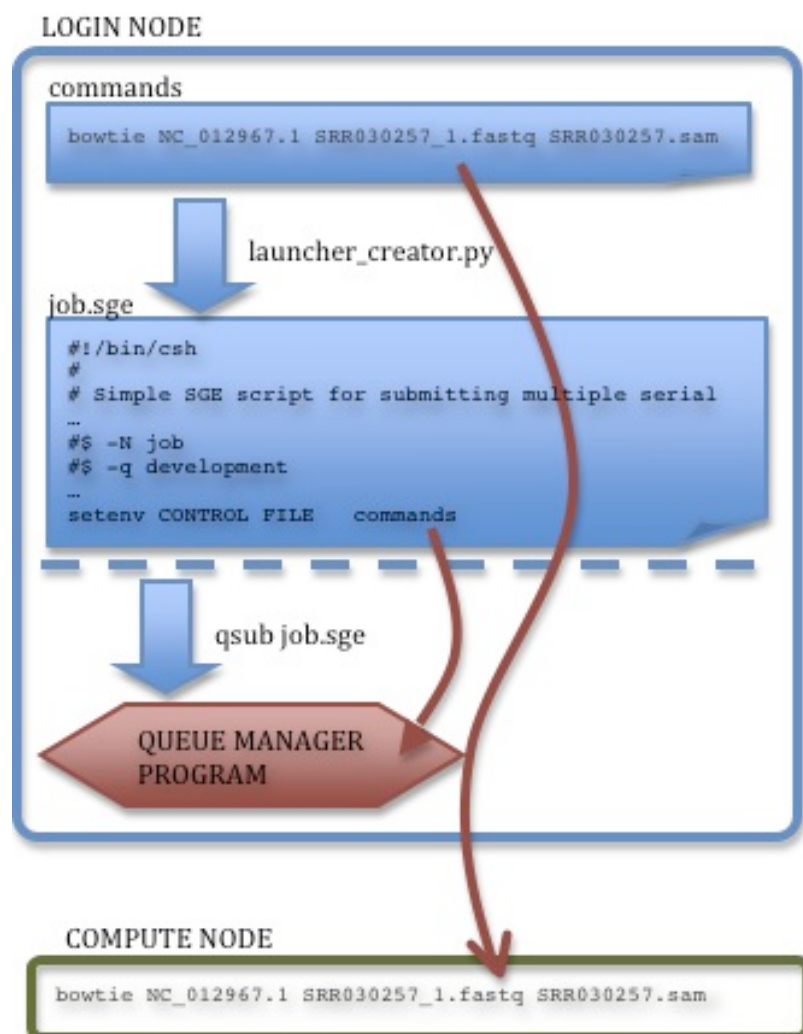 LOGIN NODE
commands
bowtie NC_012967.1 SRR030257_1.fastq SRR030257.sam
launcher_creator.py
job.sge
#!/bin/csh
#
# Simple SGE script for submitting multiple serial
…
#$ -N job
#$ -q development
…
setenv CONTROL FILE commands
qsub job.sge
QUEUE MANAGER
PROGRAM
COMPUTE NODE
bowtie NC_012967.1 SRR030257_1.fastq SRR030257.sam